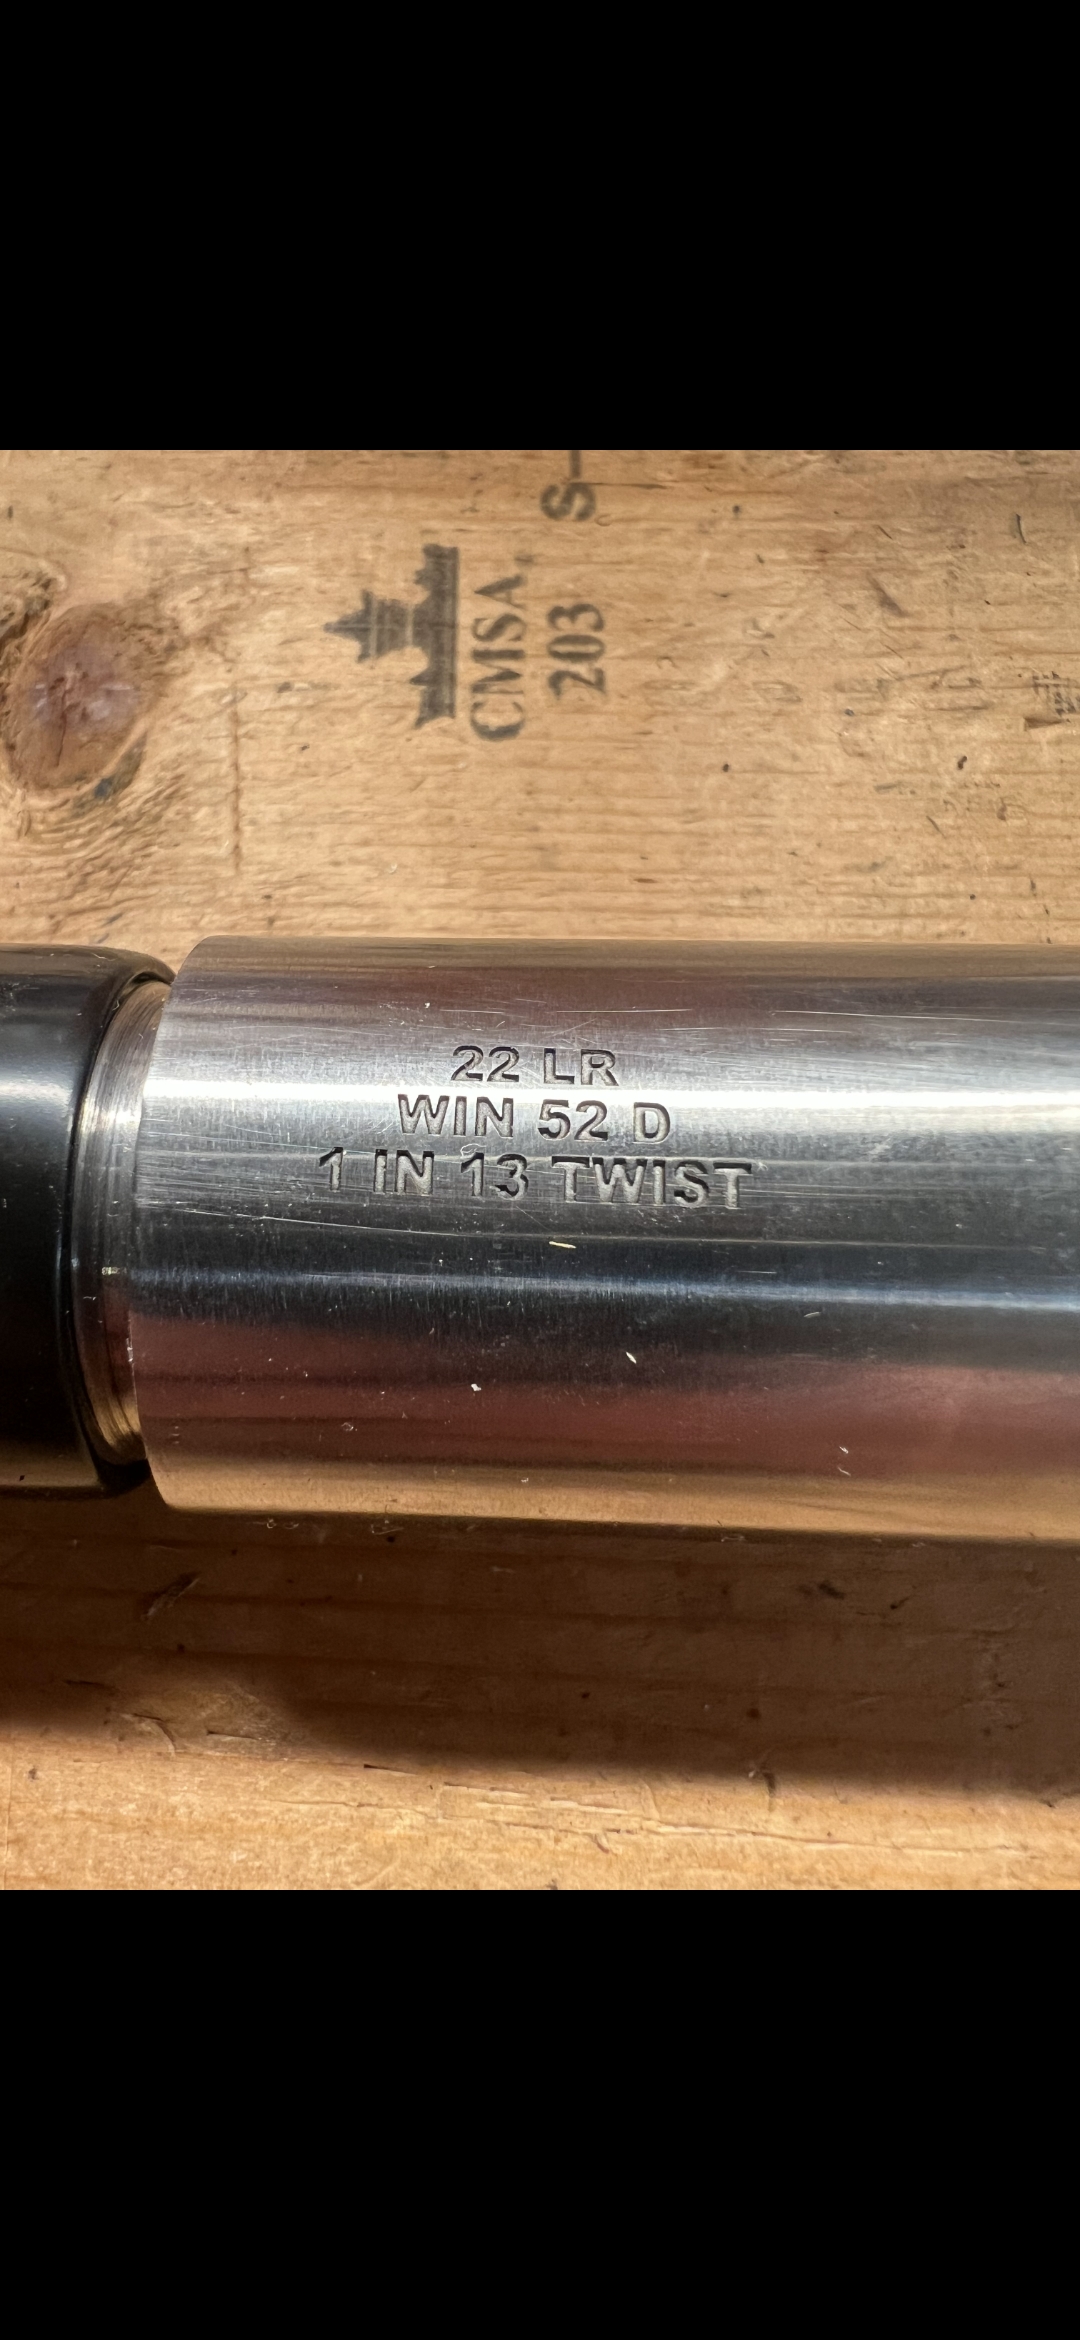 22 LR
WIN 52 D
1 IN 13 TWIST
CMSA,
203
S-